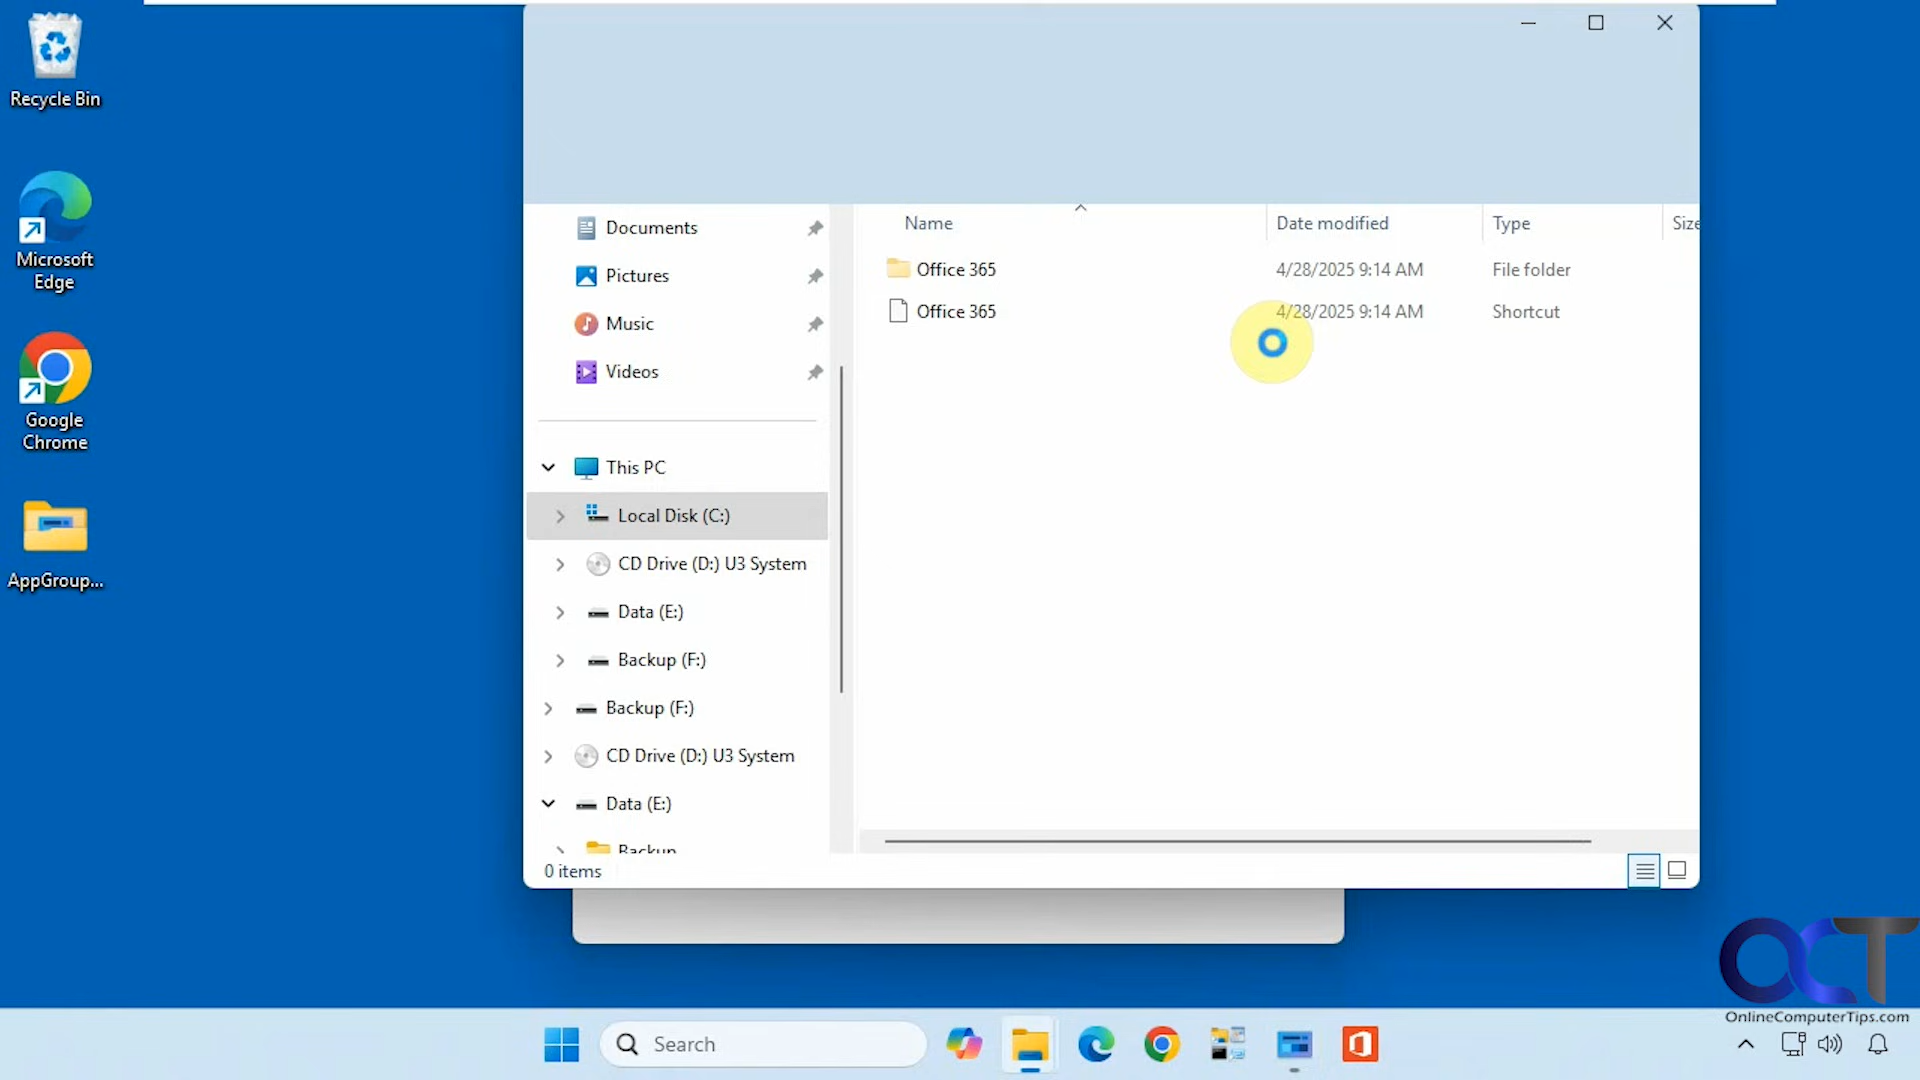 Recycle Bin
Microsoft
Edge
Google
Chrome
AppGroup...
Documents
Pictures
Music
Videos
This PC
Local Disk (C:)
CD Drive (D:) U3 System
Data (E:)
Backup (F:)
Backup (F:)
CD Drive (D:) U3 System
Data (E:)
Backup
0 items
Name Date modified Type Size
Office 365 4/28/2025 9:14 AM File folder
Office 365 4/28/2025 9:14 AM Shortcut
Search
OCT
OnlineComputerTips.com